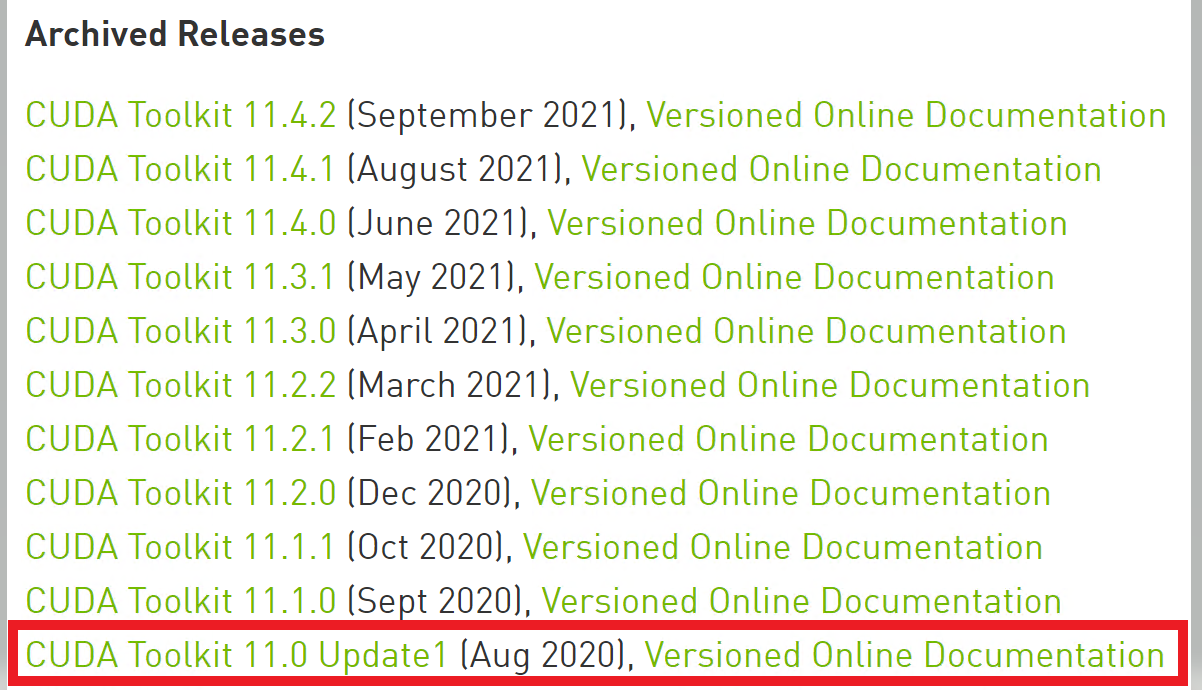 Archived Releases
CUDA Toolkit 11.4.2 (September 2021), Versioned Online Documentation
CUDA Toolkit 11.4.1 (August 2021), Versioned Online Documentation
CUDA Toolkit 11.4.0 (June 2021), Versioned Online Documentation
CUDA Toolkit 11.3.1 (May 2021), Versioned Online Documentation
CUDA Toolkit 11.3.0 (April 2021), Versioned Online Documentation
CUDA Toolkit 11.2.2 (March 2021), Versioned Online Documentation
CUDA Toolkit 11.2.1 (Feb 2021), Versioned Online Documentation
CUDA Toolkit 11.2.0 (Dec 2020), Versioned Online Documentation
CUDA Toolkit 11.1.1 (Oct 2020), Versioned Online Documentation
CUDA Toolkit 11.1.0 (Sept 2020), Versioned Online Documentation
CUDA Toolkit 11.0 Update1 (Aug 2020), Versioned Online Documentation